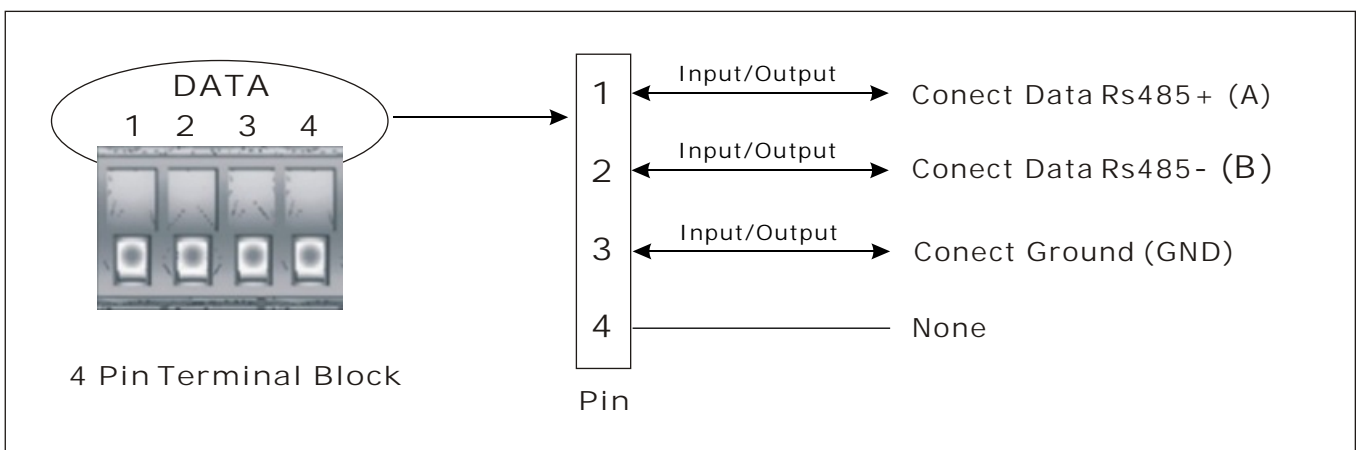 DATA
1 2 3 4
4 Pin Terminal Block
1 Input/Output Conect Data Rs485+ (A)
2 Input/Output Conect Data Rs485- (B)
3 Input/Output Conect Ground (GND)
4 None
Pin